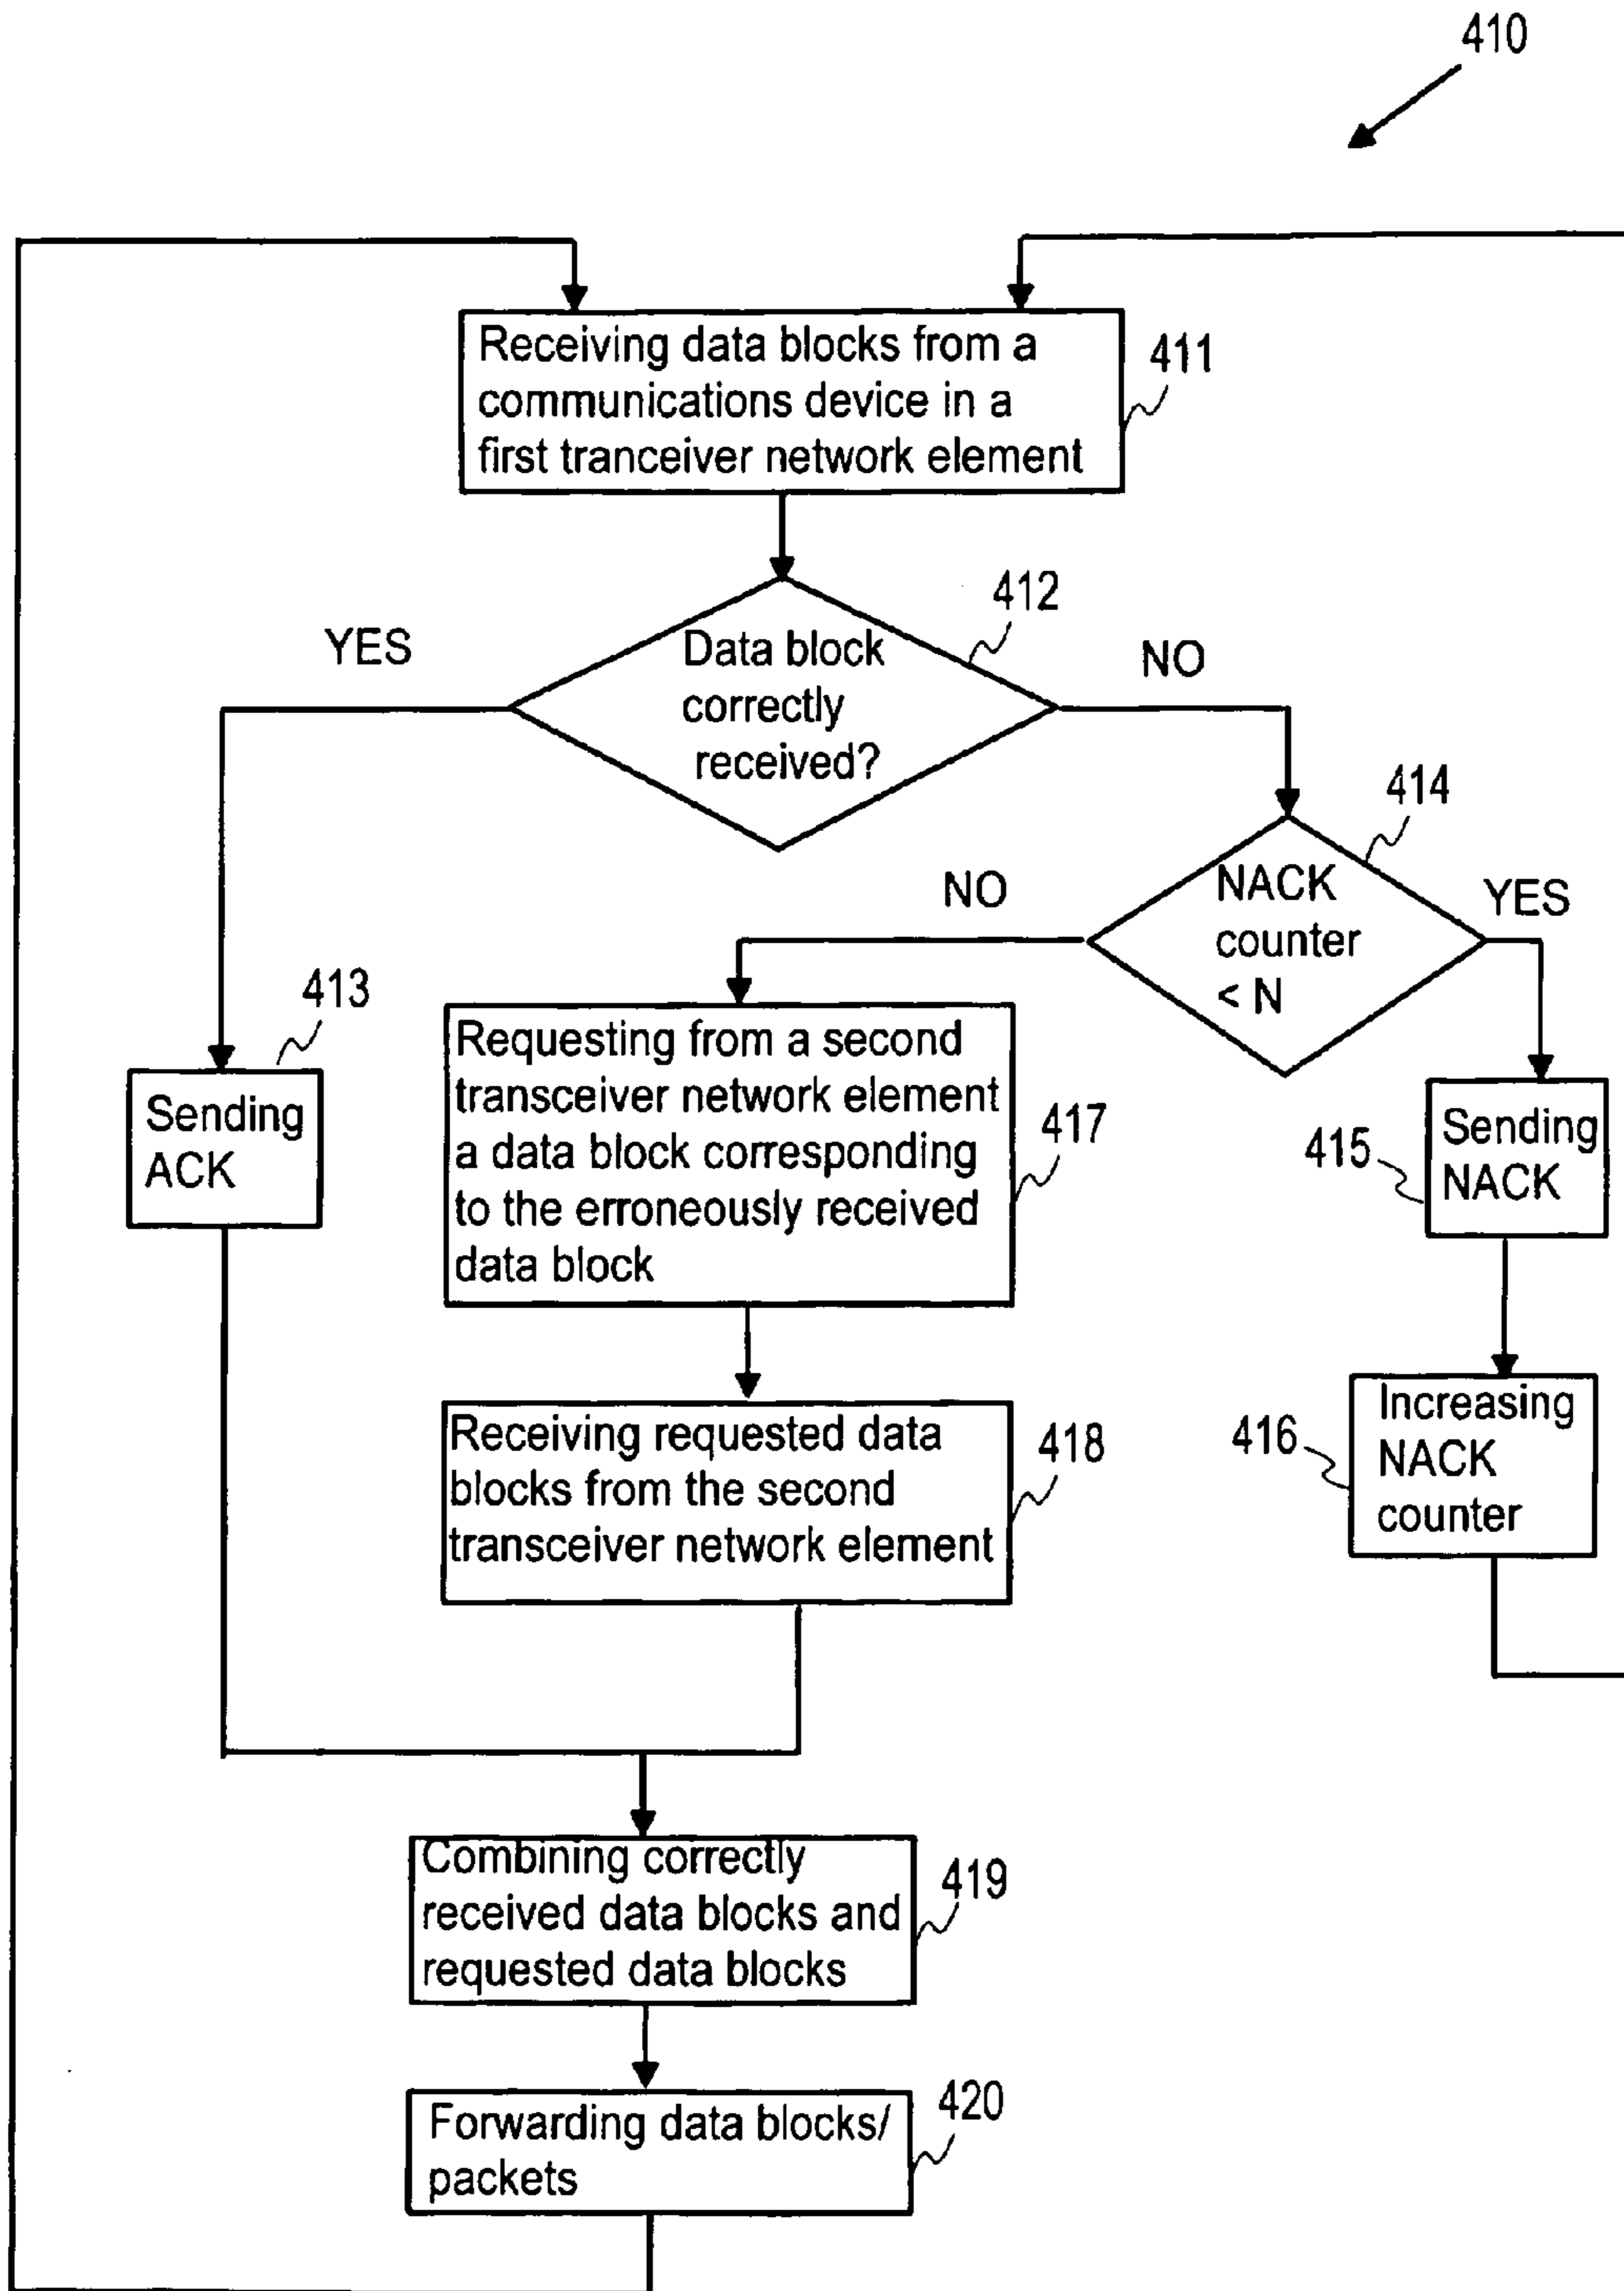 410
Receiving data blocks from a
communications device in a
first tranceiver network element
411
412
YES
Data block
correctly
received?
NO
414
NACK
counter
< N
NO
YES
413
Sending
ACK
Requesting from a second
transceiver network element
a data block corresponding
to the erroneously received
data block
417
415
Sending
NACK
Receiving requested data
blocks from the second
transceiver network element
418
416
Increasing
NACK
counter
Combining correctly
received data blocks and
requested data blocks
419
Forwarding data blocks/
packets
420